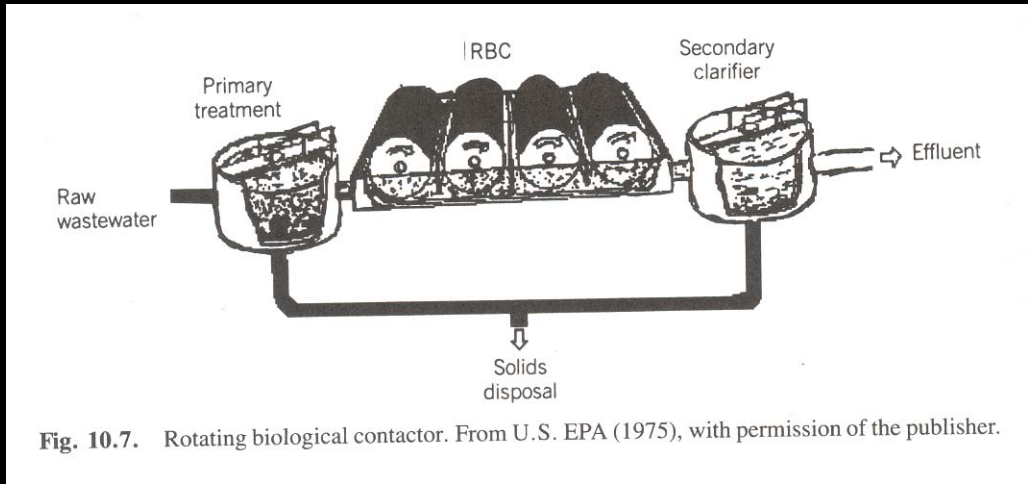 RBC
Secondary
clarifier
Primary
treatment
Effluent
Raw
wastewater
Solids
disposal
Fig. 10.7. Rotating biological contactor. From U.S. EPA (1975), with permission of the publisher.